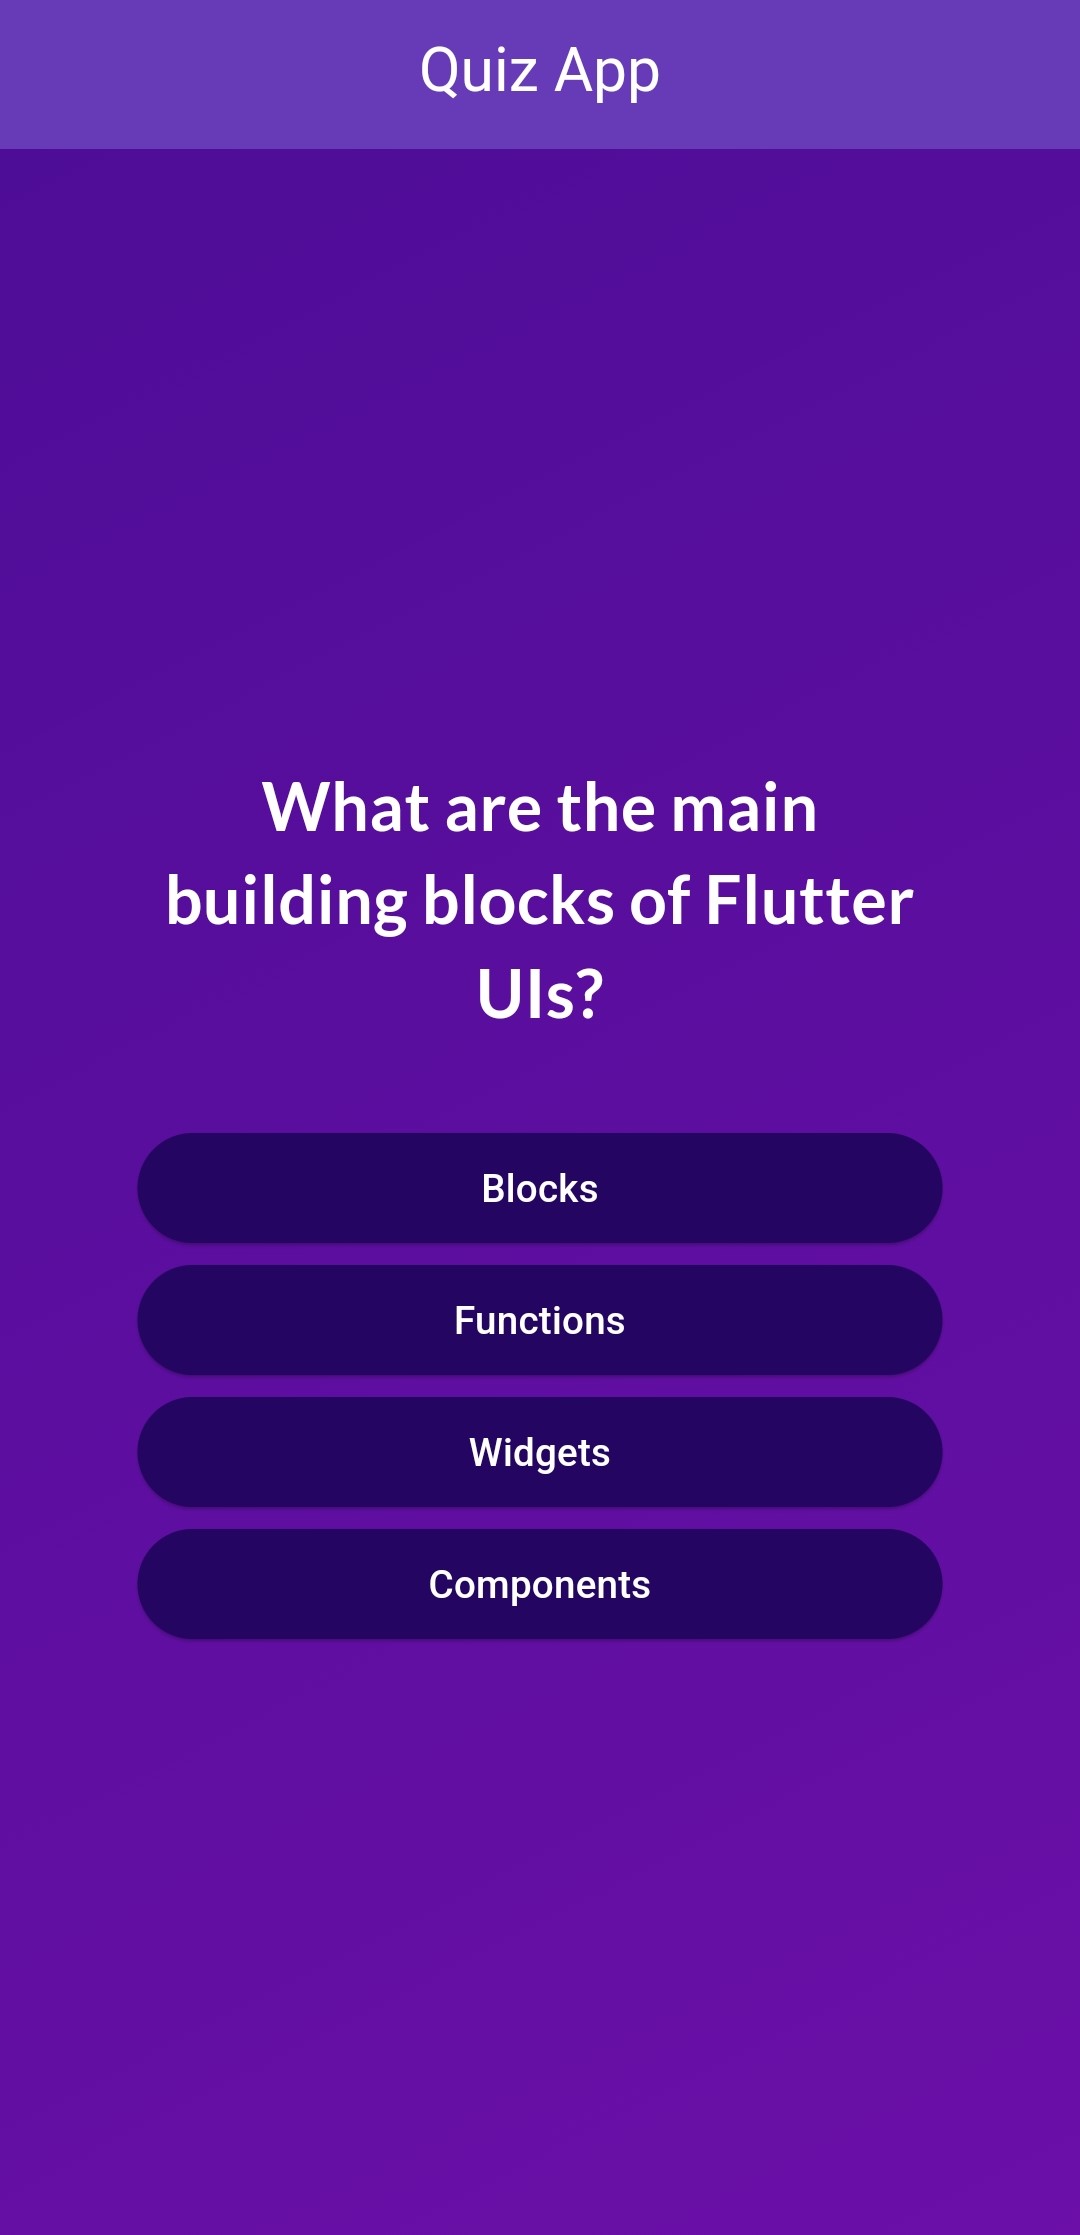 Quiz App
What are the main
building blocks of Flutter
UIs?
Blocks
Functions
Widgets
Components